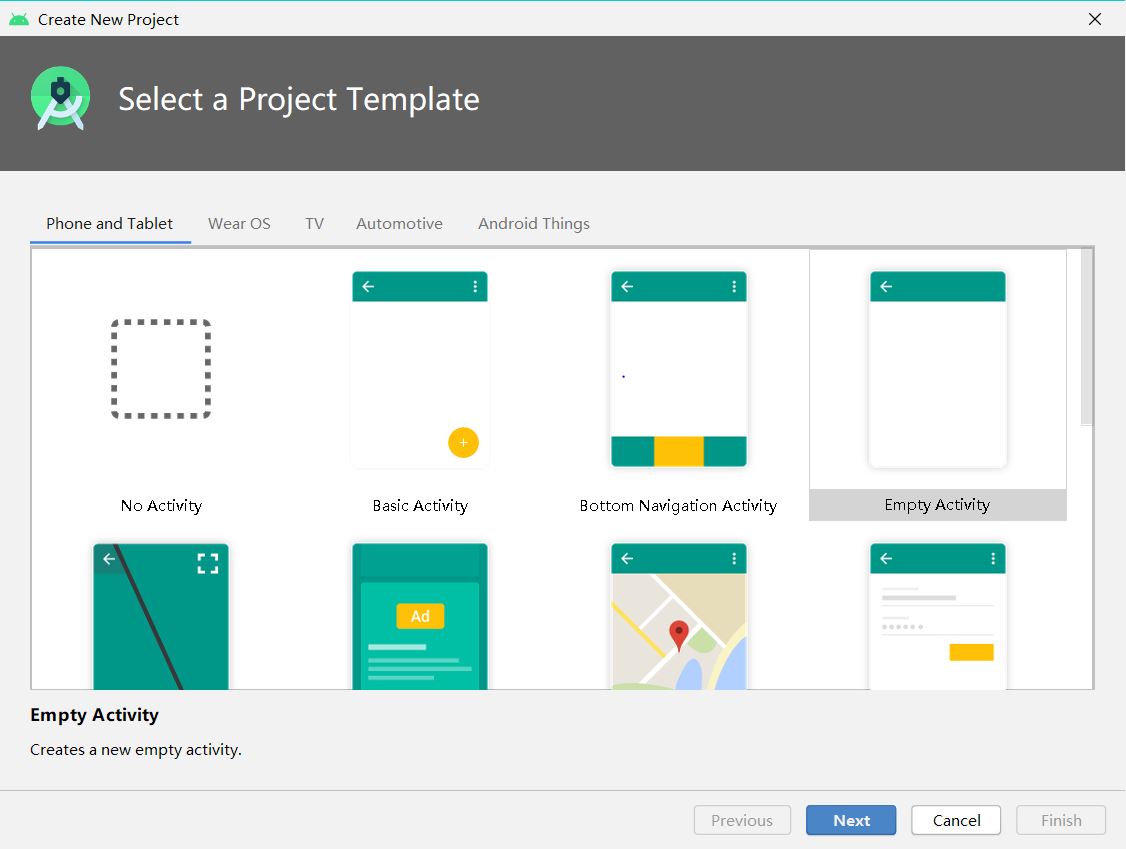 Create New Project
Select a Project Template
Phone and Tablet Wear OS TV Automotive Android Things
No Activity Basic Activity Bottom Navigation Activity Empty Activity
Ad
Empty Activity
Creates a new empty activity.
Previous Next Cancel Finish